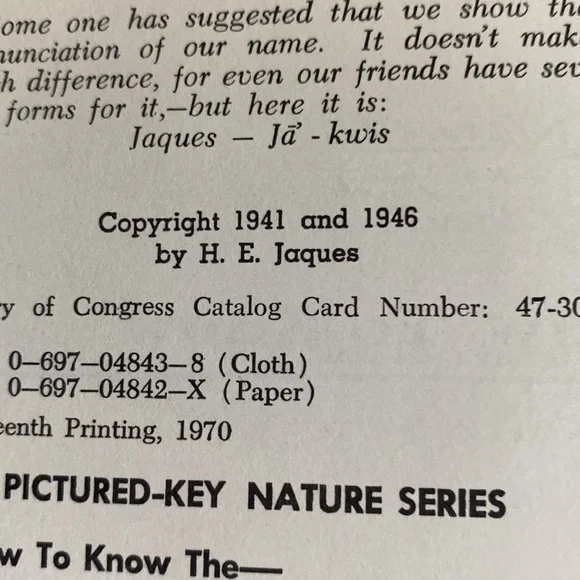 ome one has suggested that we show the
nunciation of our name. It doesn't mak
h difference, for even our friends have sev
forms for it,—but here it is:
Jaques — Jā' - kwis
Copyright 1941 and 1946
by H. E. Jaques
y of Congress Catalog Card Number: 47-30
0—697—04843—8 (Cloth)
0—697—04842—X (Paper)
eenth Printing, 1970
PICTURED-KEY NATURE SERIES
w To Know The—